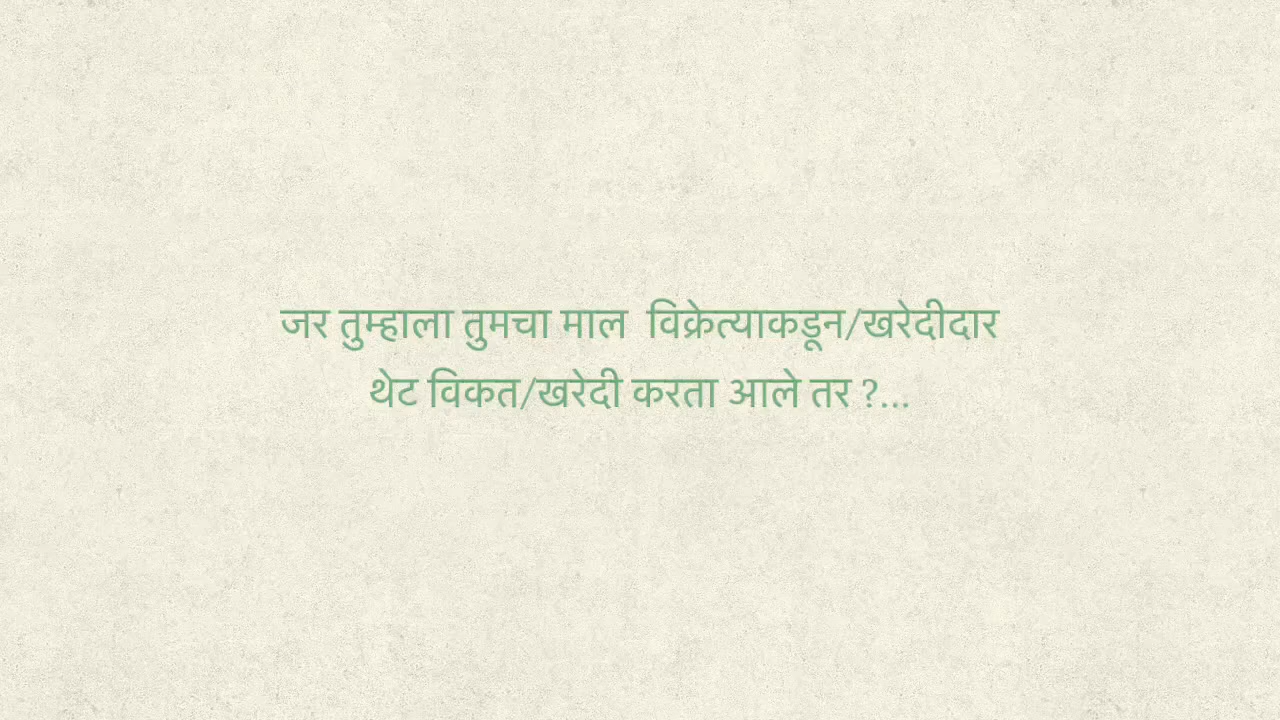 जर तुम्हाला तुमचा माल विक्रेत्याकडून/खरेदीदार
थेट विकत/खरेदी करता आले तर ?...